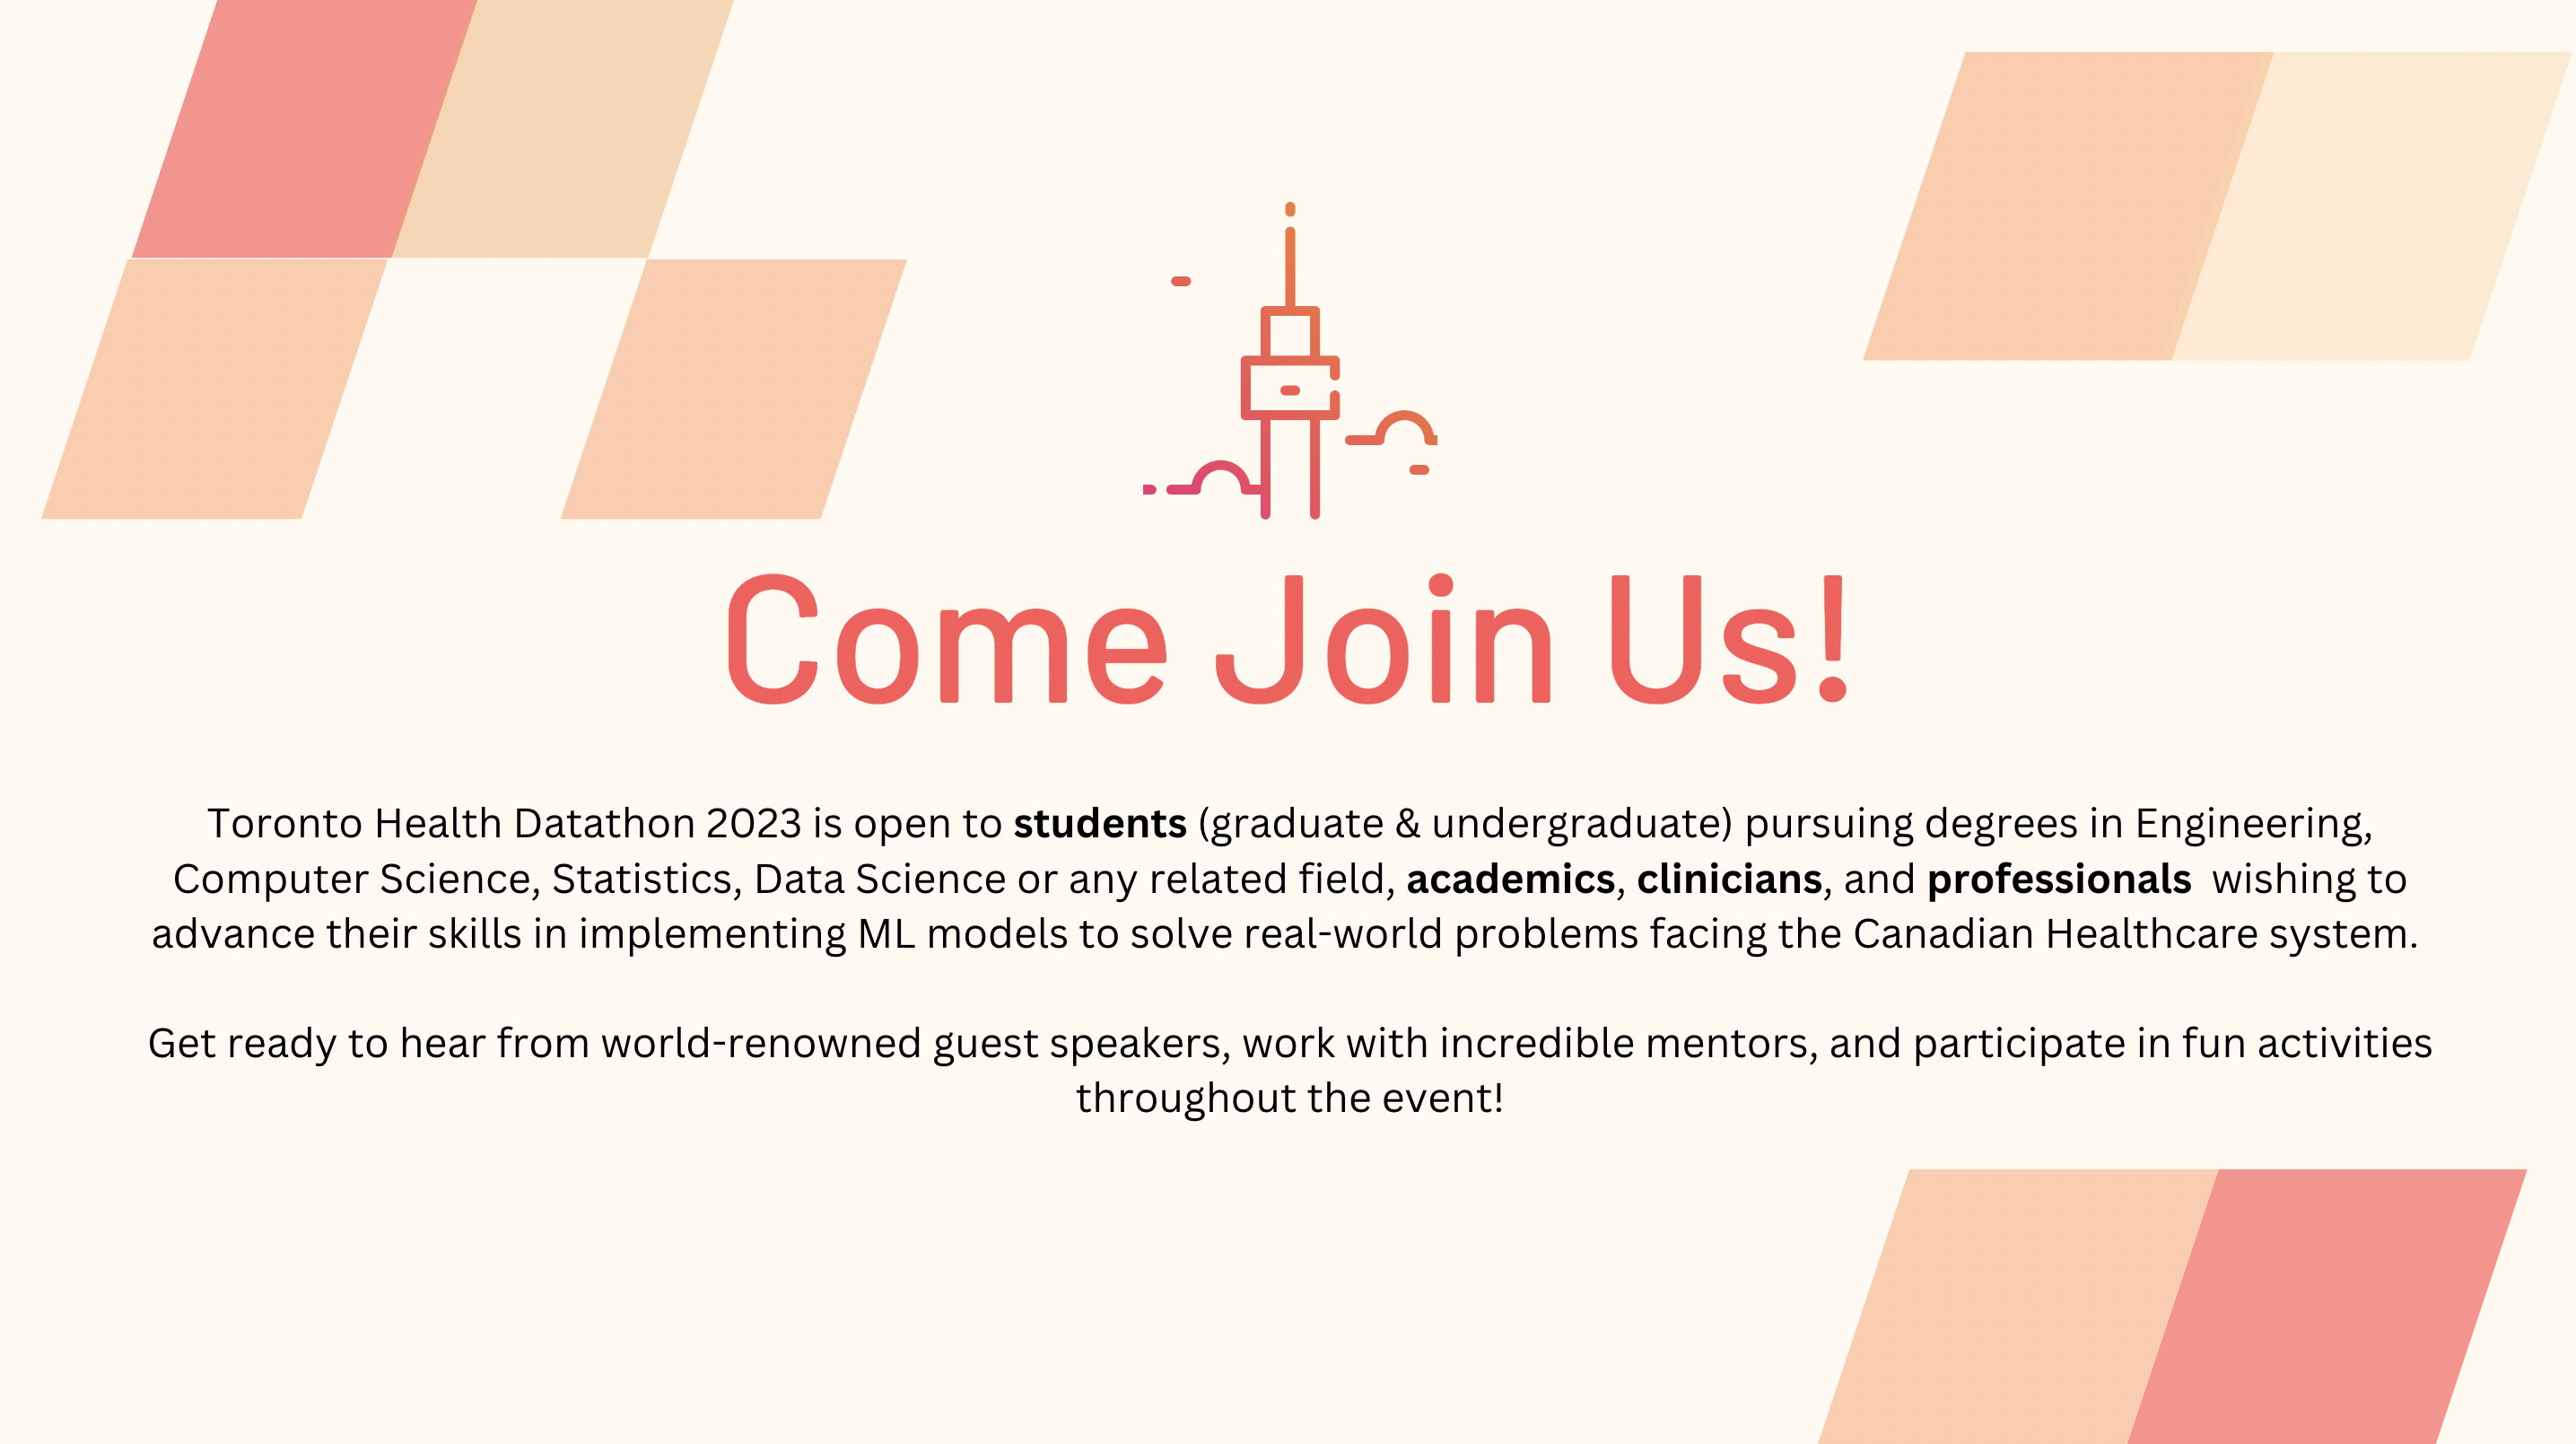 Come Join Us!
Toronto Health Datathon 2023 is open to students (graduate & undergraduate) pursuing degrees in Engineering,
Computer Science, Statistics, Data Science or any related field, academics, clinicians, and professionals  wishing to
advance their skills in implementing ML models to solve real-world problems facing the Canadian Healthcare system.
Get ready to hear from world-renowned guest speakers, work with incredible mentors, and participate in fun activities
throughout the event!